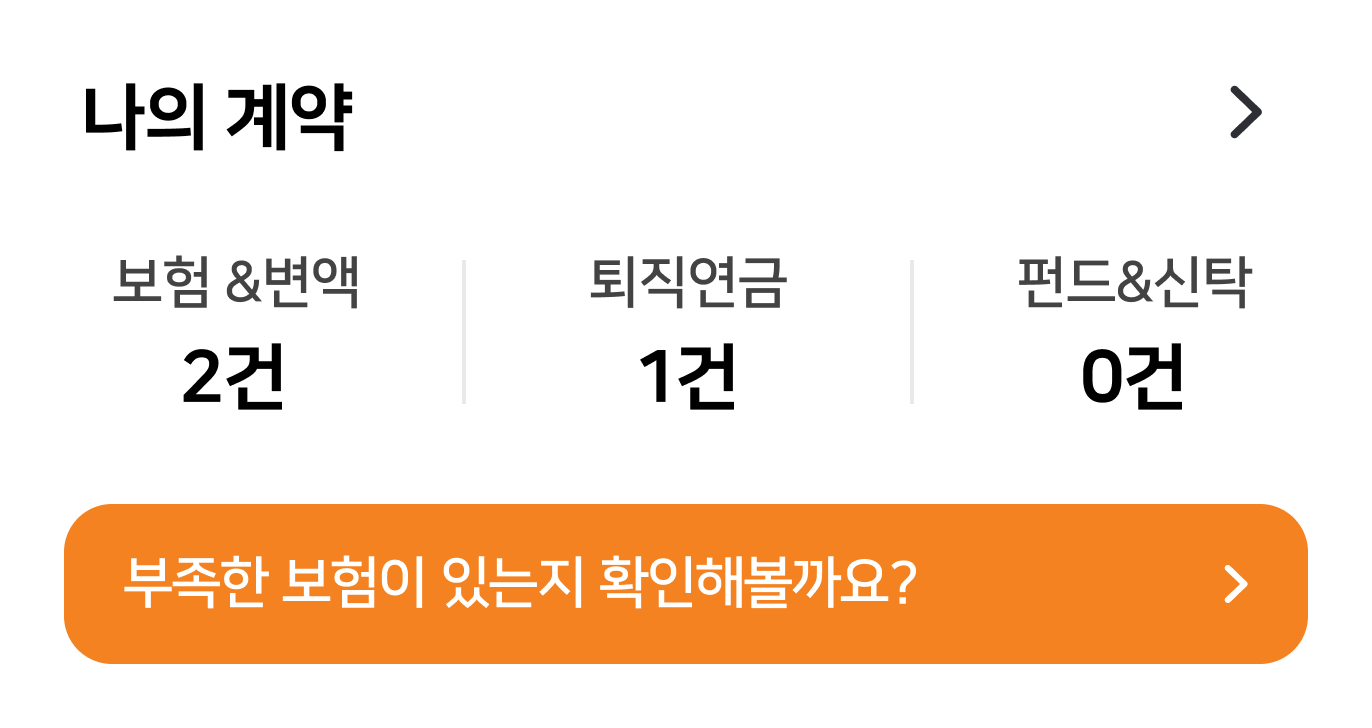 나의 계약
보험 &변액
퇴직연금
펀드&신탁
2건
1건
0건
부족한 보험이 있는지 확인해볼까요?